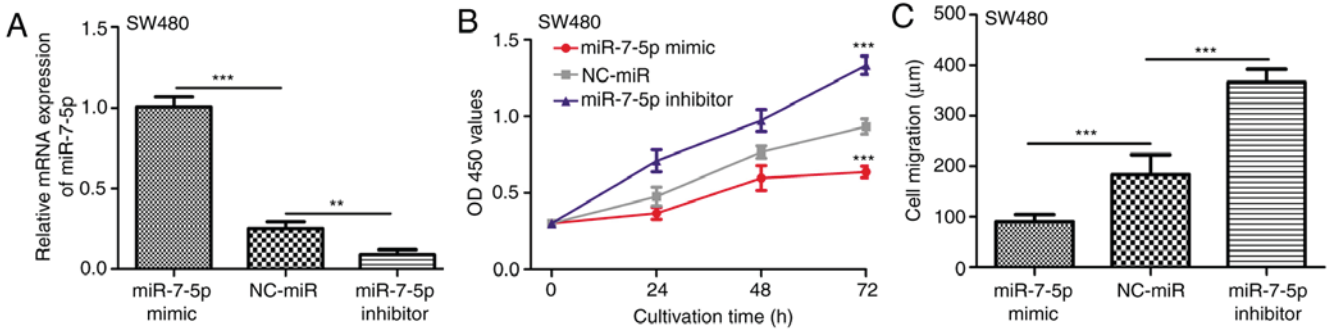 A
SW480
Relative mRNA expression
of miR-7-5p
1.5
1.0
0.5
0.0
***
**
miR-7-5p
mimic
NC-miR
miR-7-5p
inhibitor
B
SW480
miR-7-5p mimic
NC-miR
miR-7-5p inhibitor
OD 450 values
1.5
1.0
0.5
0.0
***
***
0
24
48
72
Cultivation time (h)
C
SW480
Cell migration (μm)
500
400
300
200
100
0
***
***
miR-7-5p
mimic
NC-miR
miR-7-5p
inhibitor